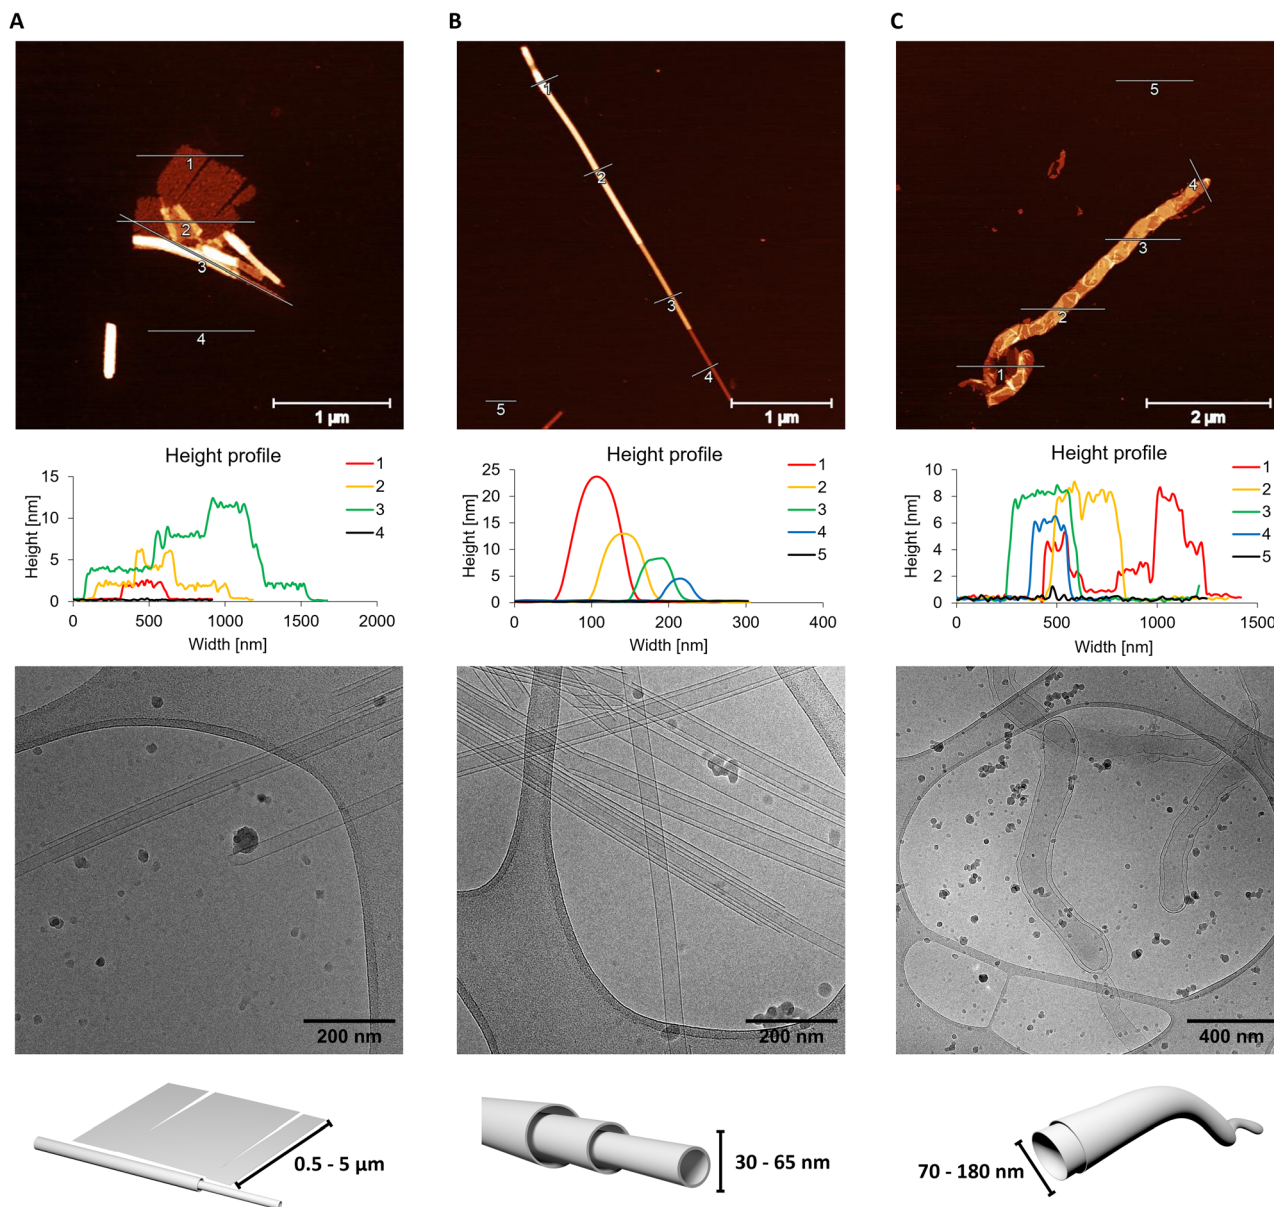 A
B
C
1
2
3
4
1 µm
1
2
3
4
5
1 µm
5
4
3
2
1
2 µm
Height profile
Height [nm]
15
10
5
0
0
500
1000
1500
2000
Width [nm]
1
2
3
4
Height profile
Height [nm]
25
20
15
10
5
0
0
100
200
300
400
Width [nm]
1
2
3
4
5
Height profile
Height [nm]
10
8
6
4
2
0
0
500
1000
1500
Width [nm]
1
2
3
4
5
200 nm
200 nm
400 nm
0.5 - 5 µm
30 - 65 nm
70 - 180 nm